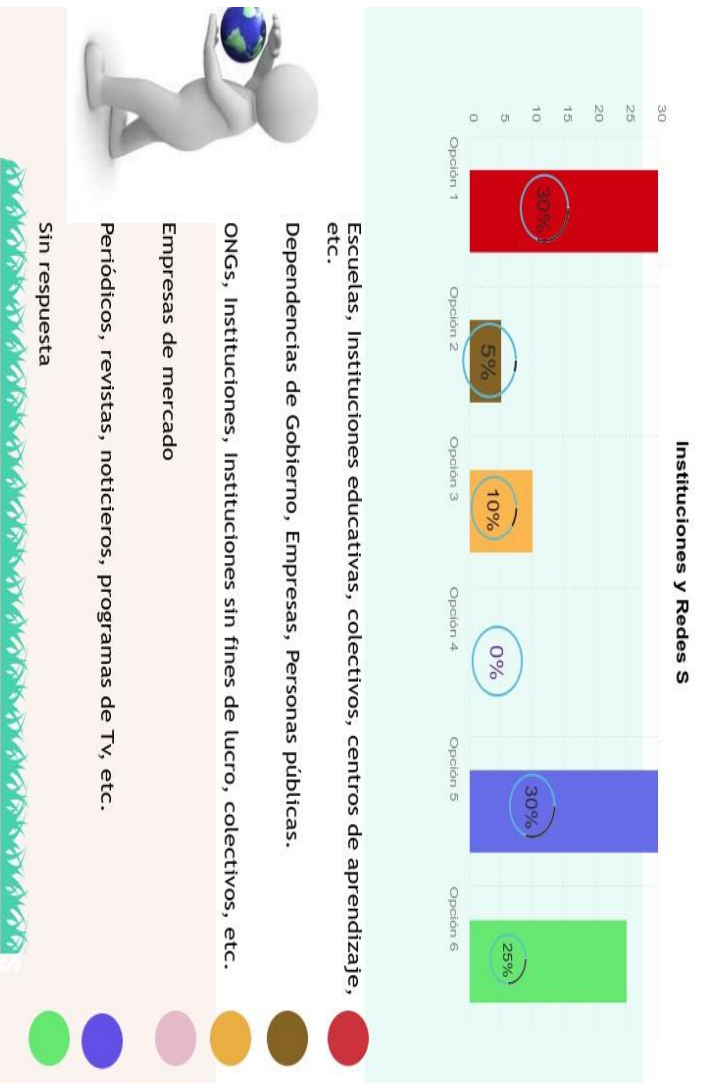 Instituciones y Redes S
30
25
20
15
10
5
0
30%
5%
10%
0%
30%
25%
Opción 1
Opción 2
Opción 3
Opción 4
Opción 5
Opción 6
Escuelas, Instituciones educativas, colectivos, centros de aprendizaje,
etc.
Dependencias de Gobierno, Empresas, Personas públicas.
ONGs, Instituciones, Instituciones sin fines de lucro, colectivos, etc.
Empresas de mercado
Periódicos, revistas, noticieros, programas de Tv, etc.
Sin respuesta
S